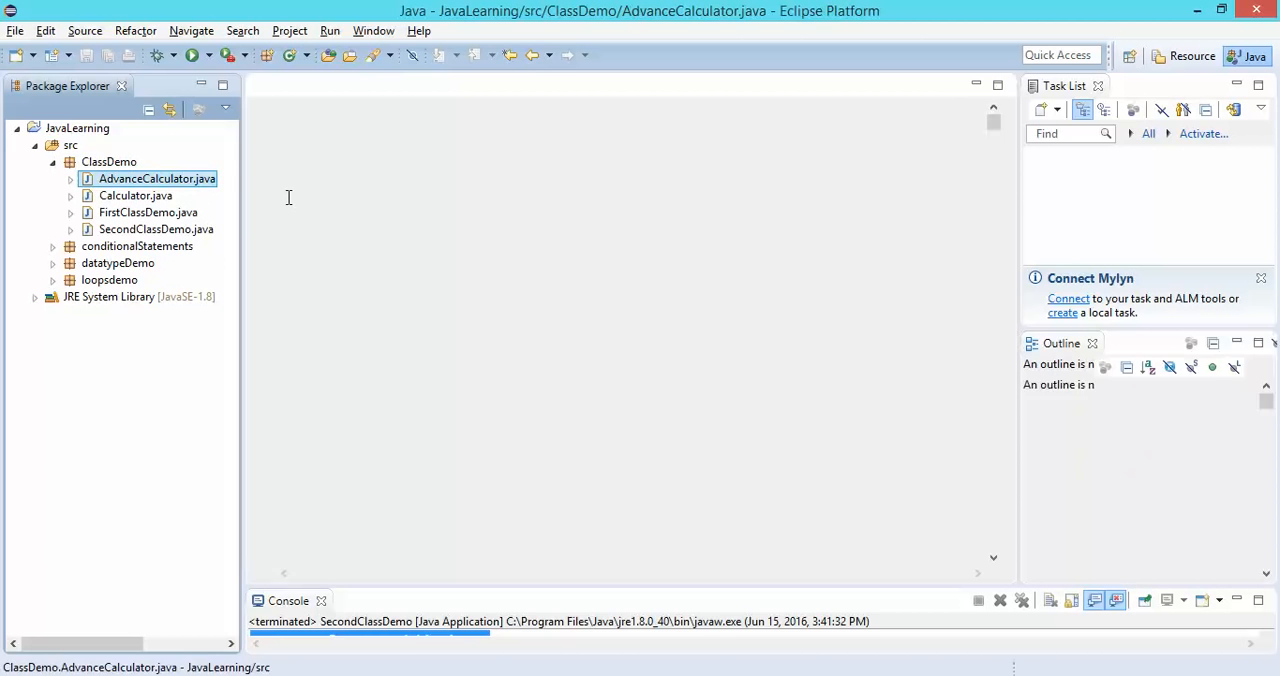 Java - JavaLearning/src/ClassDemo/AdvanceCalculator.java - Eclipse Platform
File Edit Source Refactor Navigate Search Project Run Window Help
Quick Access Resource Java
Package Explorer
JavaLearning
src
ClassDemo
AdvanceCalculator.java
Calculator.java
FirstClassDemo.java
SecondClassDemo.java
conditionalStatements
datatypeDemo
loopsdemo
JRE System Library [JavaSE-1.8]
Task List
Find All Activate...
Connect Mylyn
Connect to your task and ALM tools or
create a local task.
Outline
An outline is n
An outline is n
Console
<terminated> SecondClassDemo [Java Application] C:\Program Files\Java\jre1.8.0_40\bin\javaw.exe (Jun 15, 2016, 3:41:32 PM)
ClassDemo.AdvanceCalculator.java - JavaLearning/src